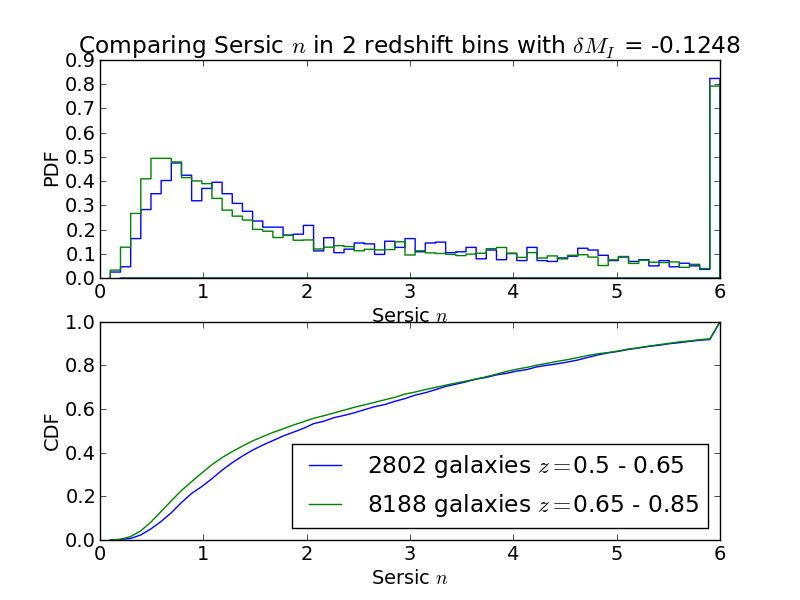 Comparing Sersic n in 2 redshift bins with δM_I = -0.1248
0.9
0.8
0.7
0.6
0.5
0.4
0.3
0.2
0.1
0.0
PDF
0 1 2 3 4 5 6
Sersic n
1.0
0.8
0.6
0.4
0.2
0.0
CDF
2802 galaxies z=0.5 - 0.65
8188 galaxies z=0.65 - 0.85
0 1 2 3 4 5 6
Sersic n